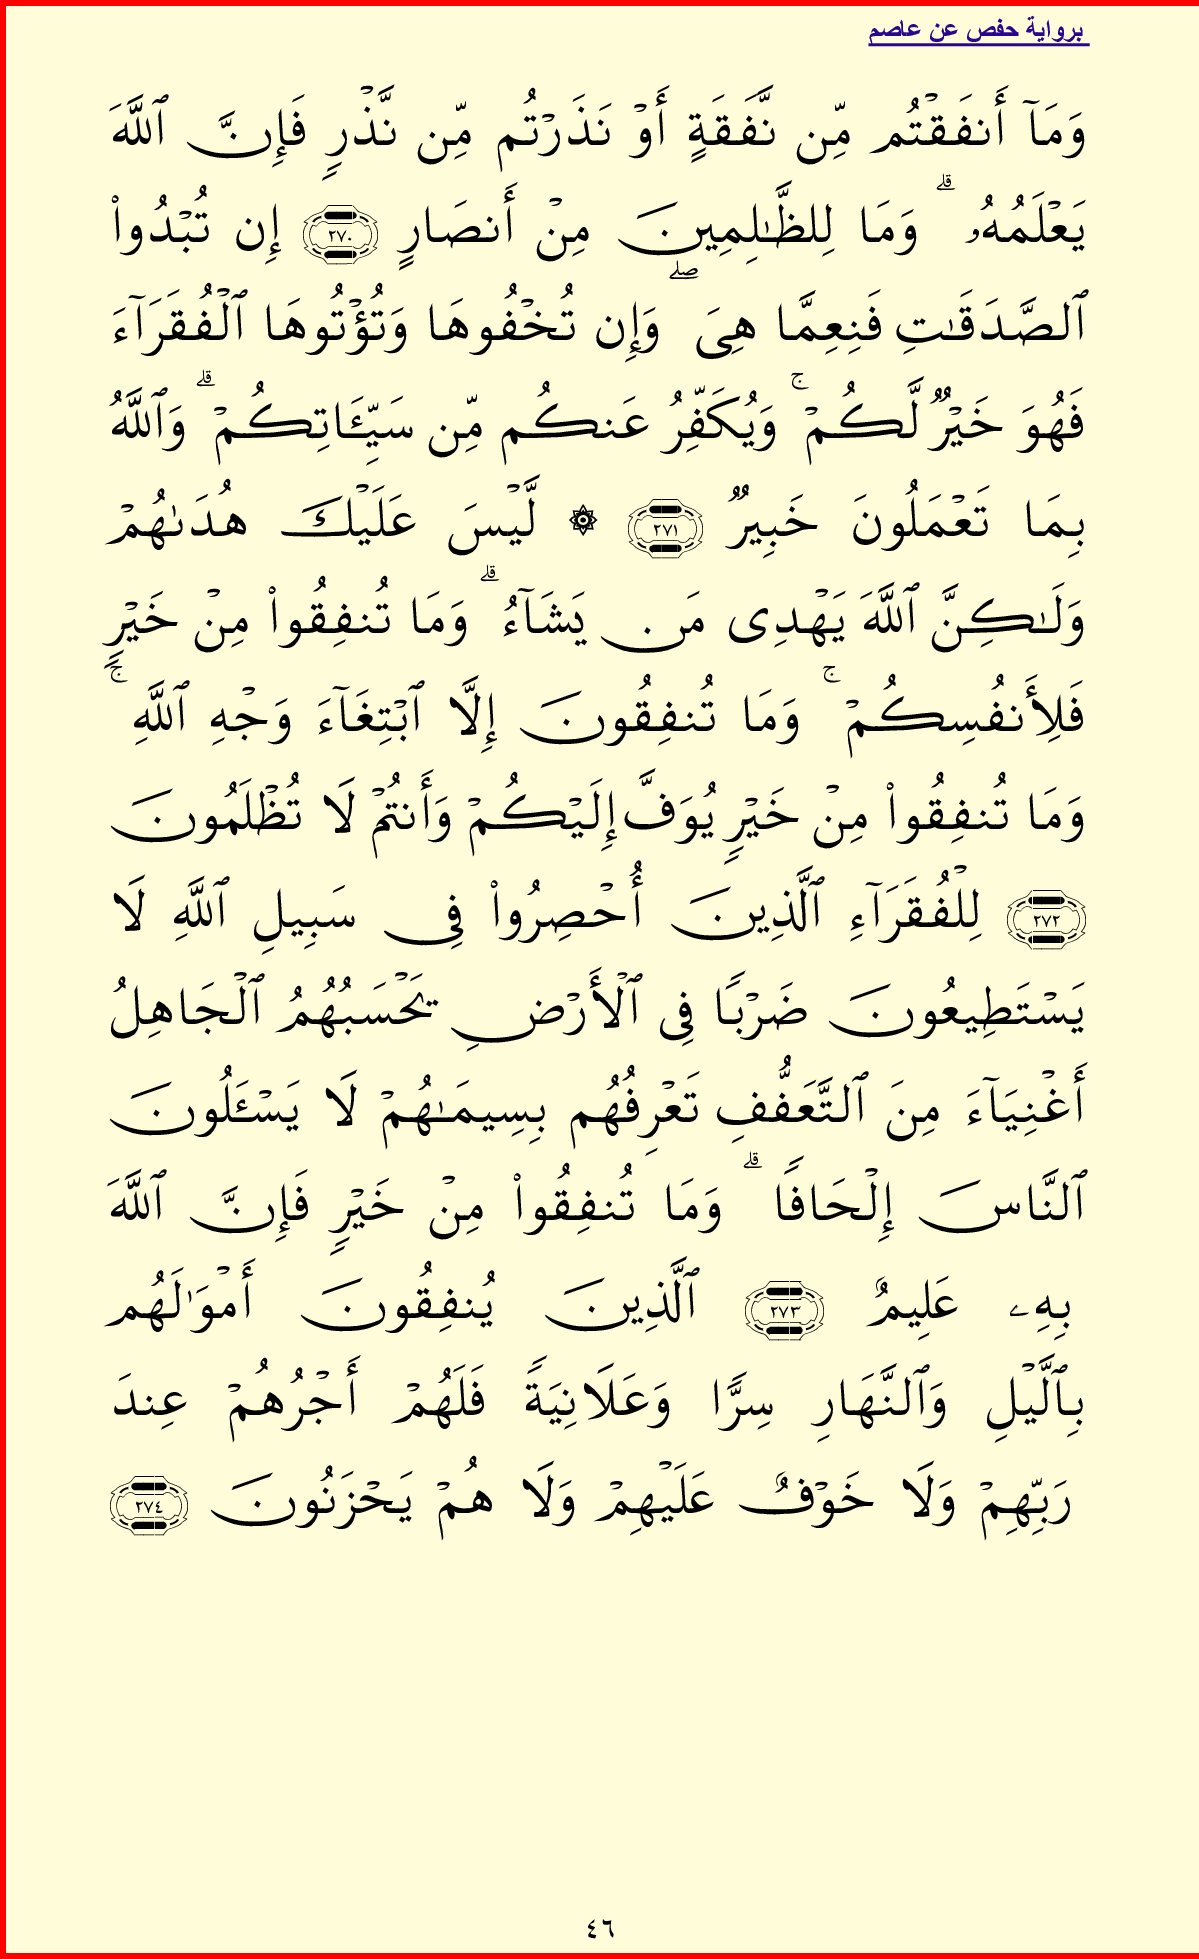 برواية حفص عن عاصم
وَمَآ أَنفَقۡتُم مِّن نَّفَقَةٍ أَوۡ نَذَرۡتُم مِّن نَّذۡرٍ فَإِنَّ ٱللَّهَ
يَعۡلَمُهُۥۗ وَمَا لِلظَّٰلِمِينَ مِنۡ أَنصَارٍ ٢٧٠ إِن تُبۡدُواْ
ٱلصَّدَقَٰتِ فَنِعِمَّا هِيَۖ وَإِن تُخۡفُوهَا وَتُؤۡتُوهَا ٱلۡفُقَرَآءَ
فَهُوَ خَيۡرٞ لَّكُمۡۚ وَيُكَفِّرُ عَنكُم مِّن سَيِّـَٔاتِكُمۡۗ وَٱللَّهُ
بِمَا تَعۡمَلُونَ خَبِيرٞ ٢٧١ ۞ لَّيۡسَ عَلَيۡكَ هُدَىٰهُمۡ
وَلَٰكِنَّ ٱللَّهَ يَهۡدِي مَن يَشَآءُۗ وَمَا تُنفِقُواْ مِنۡ خَيۡرٖ
فَلِأَنفُسِكُمۡۚ وَمَا تُنفِقُونَ إِلَّا ٱبۡتِغَآءَ وَجۡهِ ٱللَّهِۚ
وَمَا تُنفِقُواْ مِنۡ خَيۡرٖ يُوَفَّ إِلَيۡكُمۡ وَأَنتُمۡ لَا تُظۡلَمُونَ
٢٧٢ لِلۡفُقَرَآءِ ٱلَّذِينَ أُحۡصِرُواْ فِي سَبِيلِ ٱللَّهِ لَا
يَسۡتَطِيعُونَ ضَرۡبٗا فِي ٱلۡأَرۡضِ يَحۡسَبُهُمُ ٱلۡجَاهِلُ
أَغۡنِيَآءَ مِنَ ٱلتَّعَفُّفِ تَعۡرِفُهُم بِسِيمَٰهُمۡ لَا يَسۡـَٔلُونَ
ٱلنَّاسَ إِلۡحَافٗاۗ وَمَا تُنفِقُواْ مِنۡ خَيۡرٖ فَإِنَّ ٱللَّهَ
بِهِۦ عَلِيمٌ ٢٧٣ ٱلَّذِينَ يُنفِقُونَ أَمۡوَٰلَهُم
بِٱلَّيۡلِ وَٱلنَّهَارِ سِرّٗا وَعَلَانِيَةٗ فَلَهُمۡ أَجۡرُهُمۡ عِندَ
رَبِّهِمۡ وَلَا خَوۡفٌ عَلَيۡهِمۡ وَلَا هُمۡ يَحۡزَنُونَ ٢٧٤
٤٦